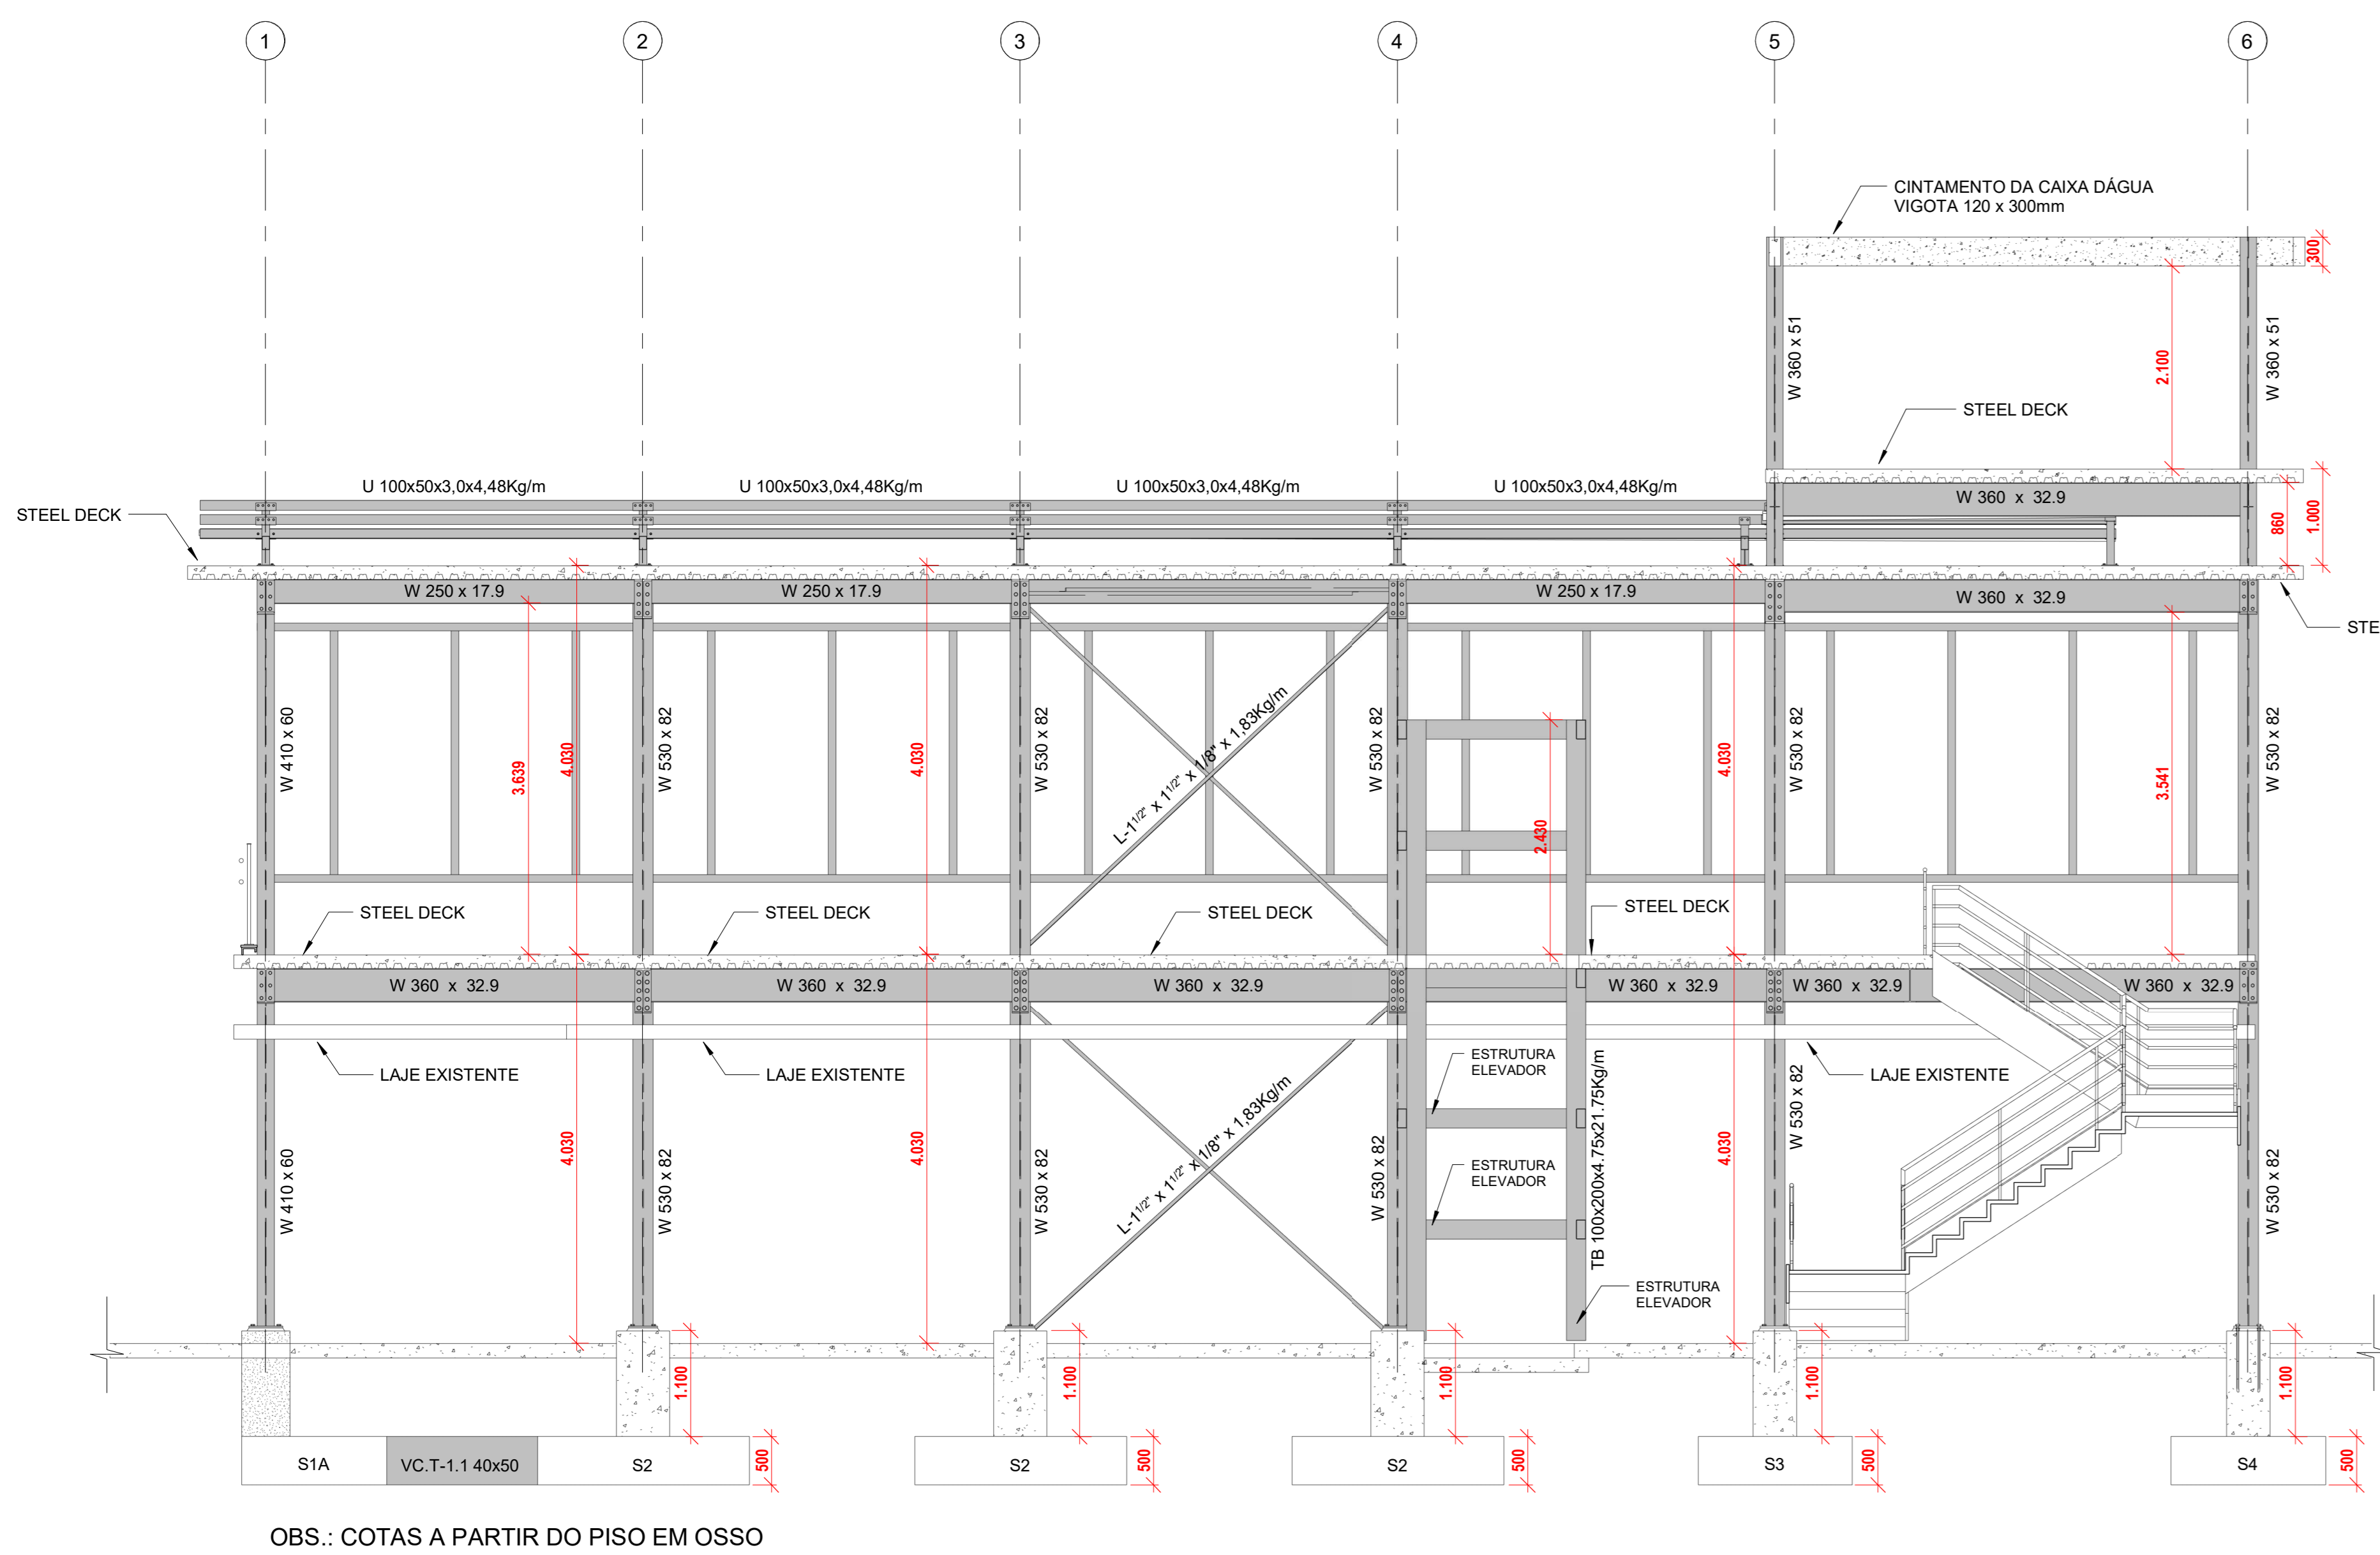 1
2
3
4
5
6
CINTAMENTO DA CAIXA DÁGUA
VIGOTA 120 x 300mm
300
W 360 x 51
W 360 x 51
2.100
STEEL DECK
U 100x50x3,0x4,48Kg/m
U 100x50x3,0x4,48Kg/m
U 100x50x3,0x4,48Kg/m
U 100x50x3,0x4,48Kg/m
W 360 x 32.9
STEEL DECK
860
1.000
W 250 x 17.9
W 250 x 17.9
W 250 x 17.9
W 360 x 32.9
STE
W 410 x 60
3.639
4.030
W 530 x 82
4.030
W 530 x 82
L-1 1/2" x 1 1/2" x 1/8" x 1,83Kg/m
W 530 x 82
2.430
4.030
W 530 x 82
3.541
W 530 x 82
STEEL DECK
STEEL DECK
STEEL DECK
STEEL DECK
W 360 x 32.9
W 360 x 32.9
W 360 x 32.9
W 360 x 32.9
W 360 x 32.9
W 360 x 32.9
LAJE EXISTENTE
LAJE EXISTENTE
ESTRUTURA
ELEVADOR
LAJE EXISTENTE
W 410 x 60
4.030
W 530 x 82
4.030
W 530 x 82
L-1 1/2" x 1 1/2" x 1/8" x 1,83Kg/m
W 530 x 82
ESTRUTURA
ELEVADOR
TB 100x200x4.75x21.75Kg/m
4.030
W 530 x 82
W 530 x 82
ESTRUTURA
ELEVADOR
1.100
1.100
1.100
1.100
1.100
S1A
VC.T-1.1 40x50
S2
500
S2
500
S2
500
S3
500
S4
500
OBS.: COTAS A PARTIR DO PISO EM OSSO